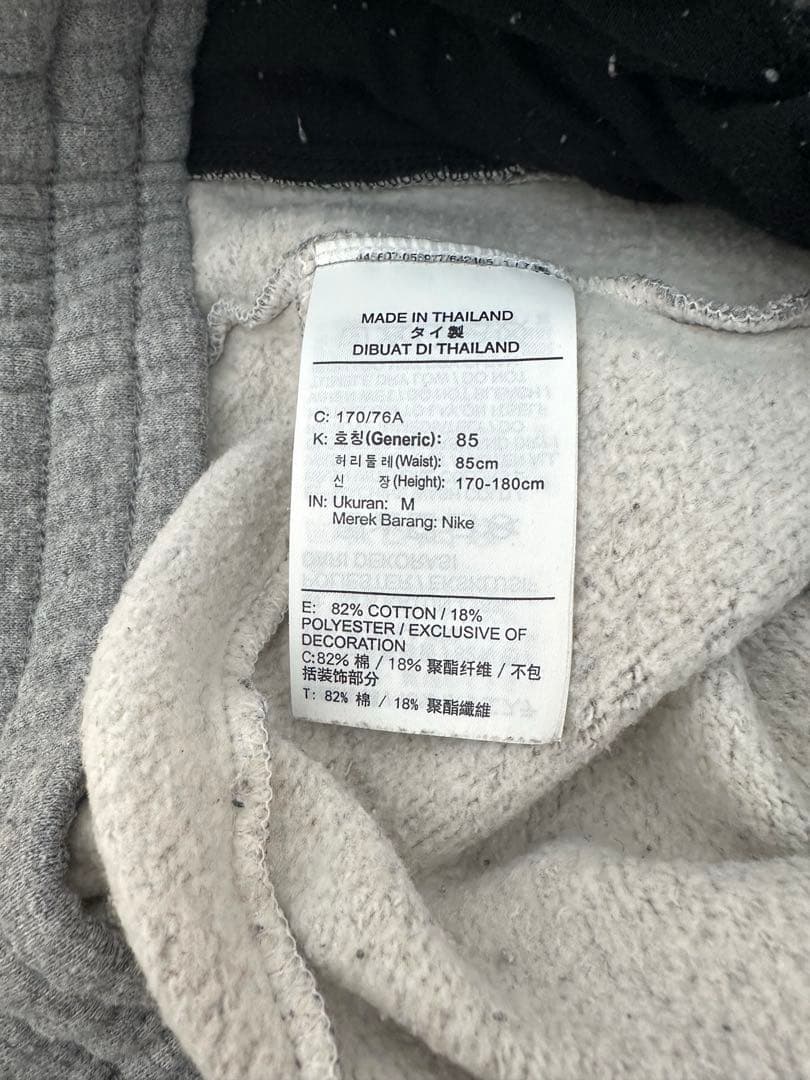 MADE IN THAILAND
タイ製
DIBUAT DI THAILAND
C: 170/76A
K: 호칭(Generic): 85
허리둘레(Waist): 85cm
신 장(Height): 170-180cm
IN: Ukuran: M
Merek Barang: Nike
E: 82% COTTON / 18%
POLYESTER / EXCLUSIVE OF
DECORATION
C:82% 棉 / 18% 聚酯纤维 / 不包
括装饰部分
T: 82% 棉 / 18% 聚酯纖維